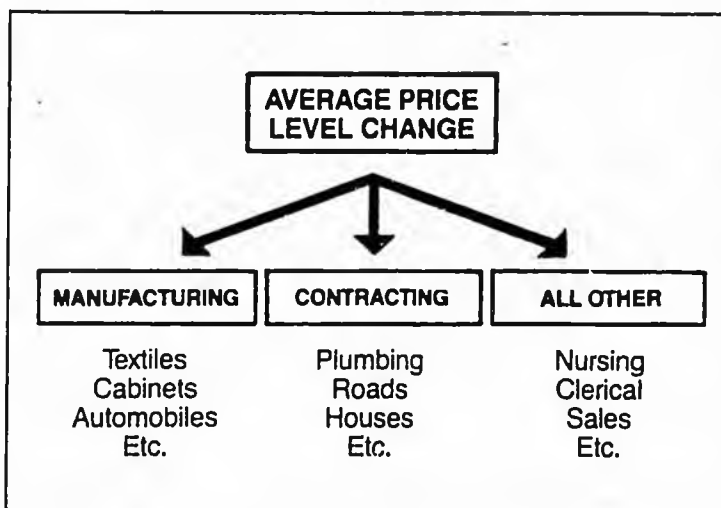 AVERAGE PRICE
LEVEL CHANGE
MANUFACTURING
Textiles
Cabinets
Automobiles
Etc.
CONTRACTING
Plumbing
Roads
Houses
Etc.
ALL OTHER
Nursing
Clerical
Sales
Etc.